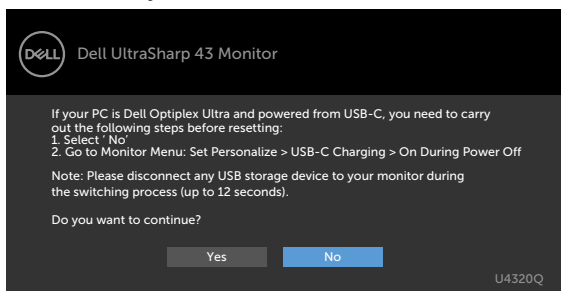 DELL
Dell UltraSharp 43 Monitor
If your PC is Dell Optiplex Ultra and powered from USB-C, you need to carry
out the following steps before resetting:
1. Select ‘ No’
2. Go to Monitor Menu: Set Personalize > USB-C Charging > On During Power Off
Note: Please disconnect any USB storage device to your monitor during
the switching process (up to 12 seconds).
Do you want to continue?
Yes No
U4320Q